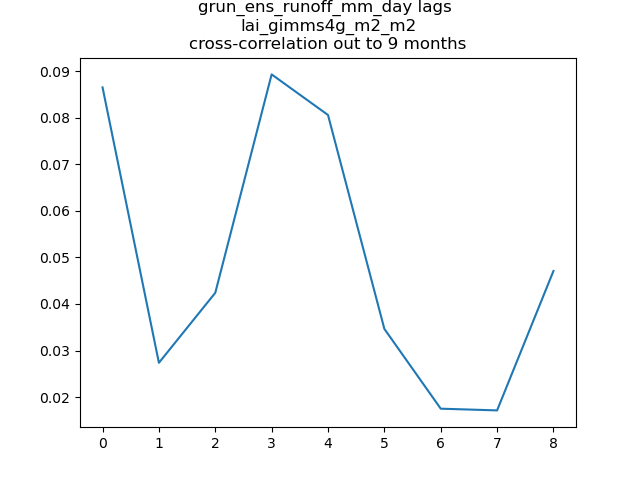 grun_ens_runoff_mm_day lags
lai_gimms4g_m2_m2
cross-correlation out to 9 months
0.09
0.08
0.07
0.06
0.05
0.04
0.03
0.02
0 1 2 3 4 5 6 7 8